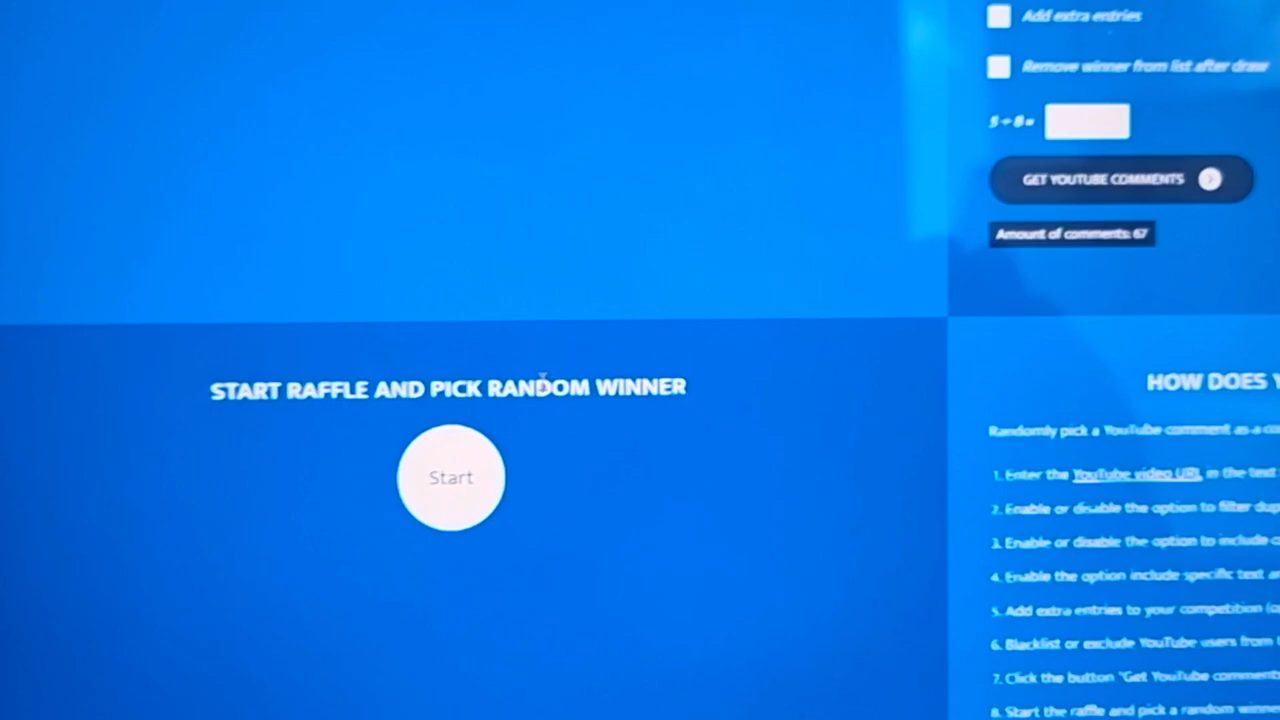 Add extra entries
Remove winner from list after draw
GET YOUTUBE COMMENTS
Amount of comments: 67
START RAFFLE AND PICK RANDOM WINNER
Start
HOW DOES
Randomly pick a YouTube comment as a
1. Enter the YouTube video URL in the text
2. Enable or disable the option to filter
3. Enable or disable the option to include
4. Enable the option include specific text
5. Add extra entries to your competition
6. Blacklist or exclude YouTube users from
7. Click the button "Get YouTube comments
8. Start the raffle and pick a random winner